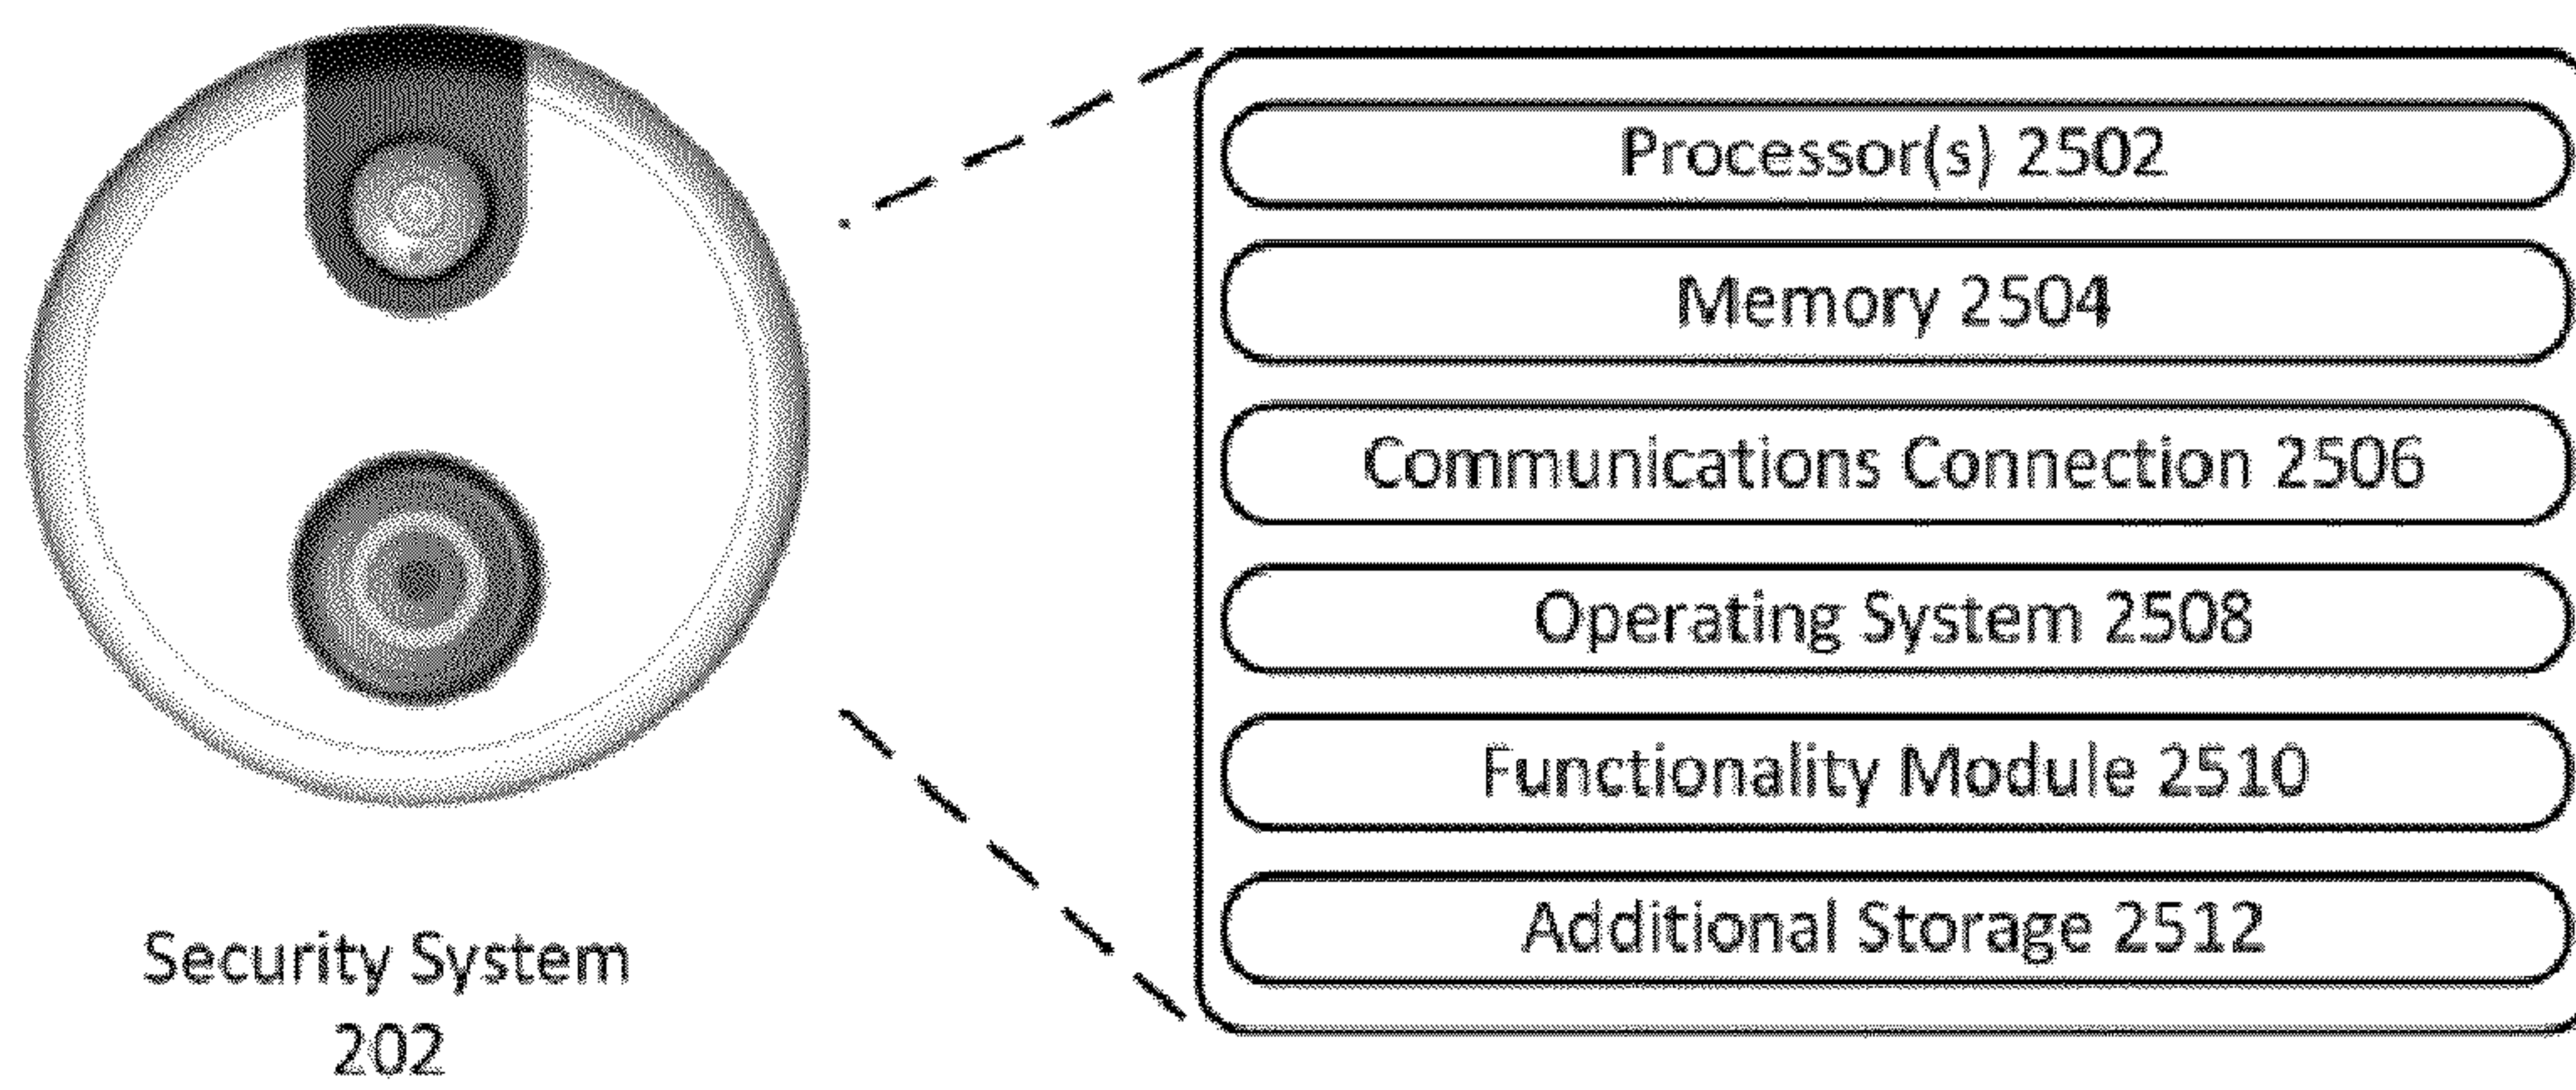 Processor(s) 2502
Memory 2504
Communications Connection 2506
Operating System 2508
Functionality Module 2510
Additional Storage 2512
Security System
202